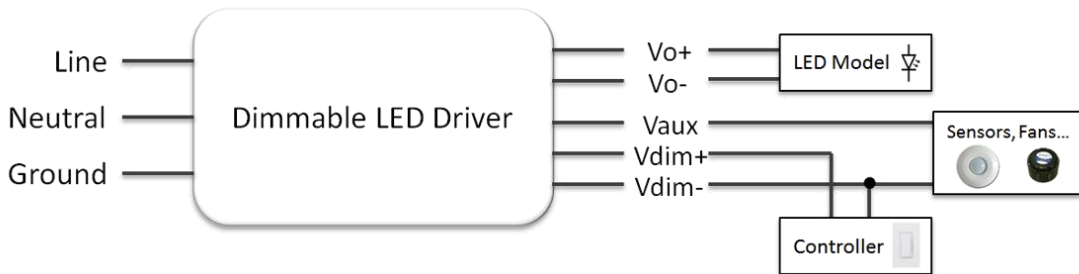 Line
Neutral
Ground
Dimmable LED Driver
Vo+
Vo-
Vaux
Vdim+
Vdim-
LED Model
Sensors, Fans...
Controller